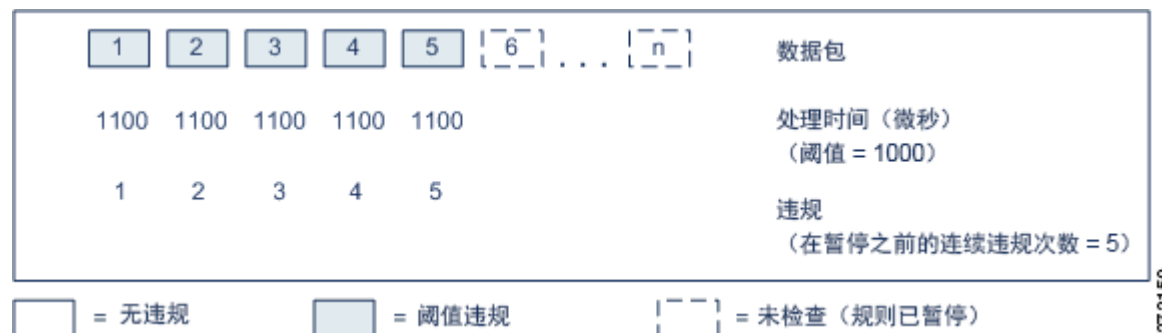 1 2 3 4 5 6 . . . n 数据包
1100 1100 1100 1100 1100 处理时间（微秒）
（阈值 = 1000）
1 2 3 4 5 违规
（在暂停之前的连续违规次数 = 5）
= 无违规 = 阈值违规 = 未检查（规则已暂停）